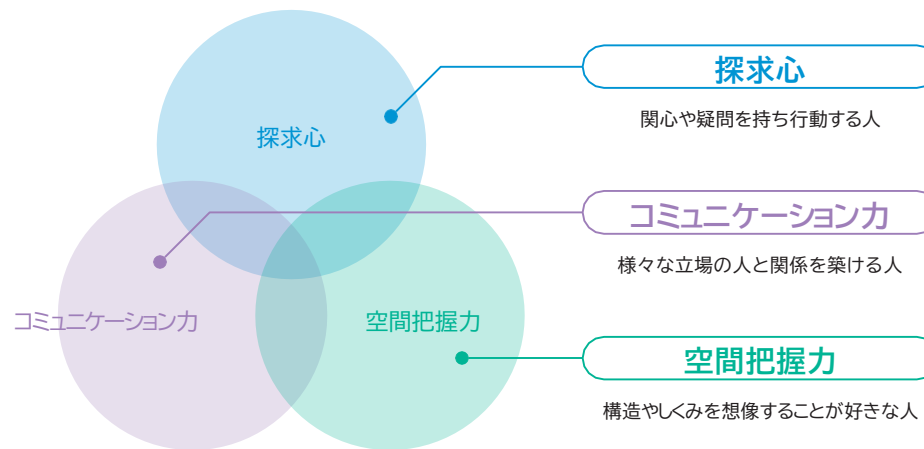 探求心
関心や疑問を持ち行動する人
探求心
コミュニケーション力
様々な立場の人と関係を築ける人
コミュニケーション力
空間把握力
空間把握力
構造やしくみを想像することが好きな人